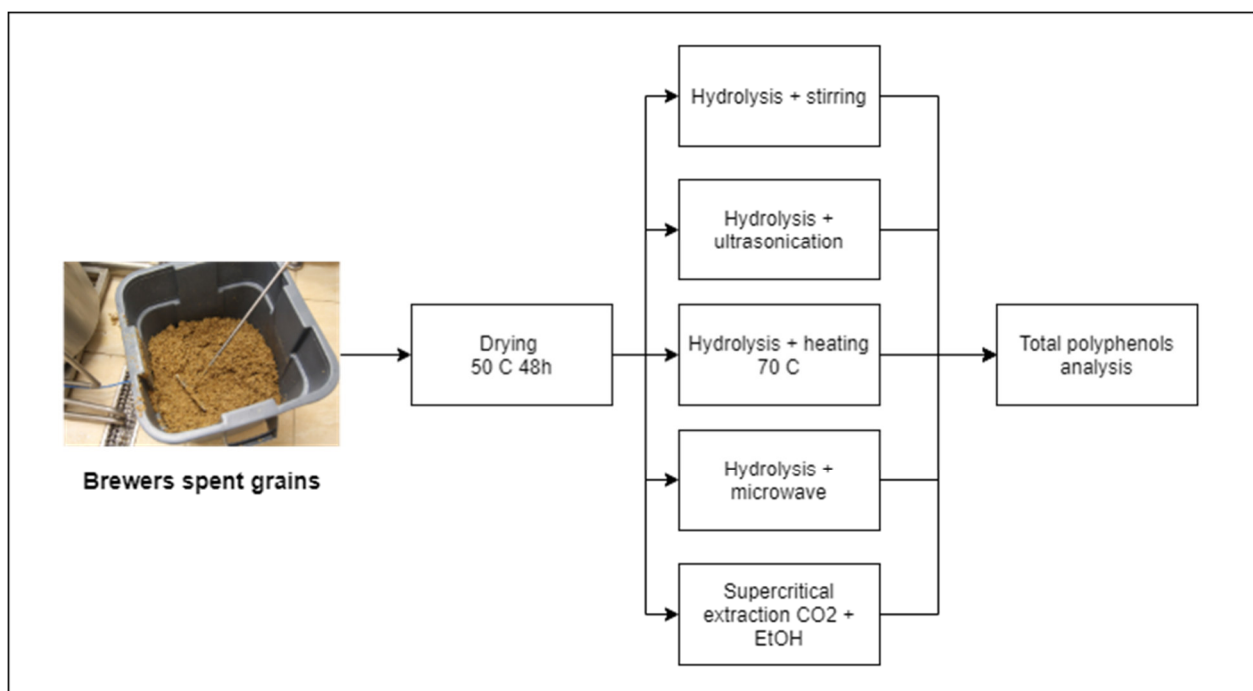 Brewers spent grains
Drying
50 C 48h
Hydrolysis + stirring
Hydrolysis +
ultrasonication
Hydrolysis + heating
70 C
Hydrolysis +
microwave
Supercritical
extraction CO2 +
EtOH
Total polyphenols
analysis